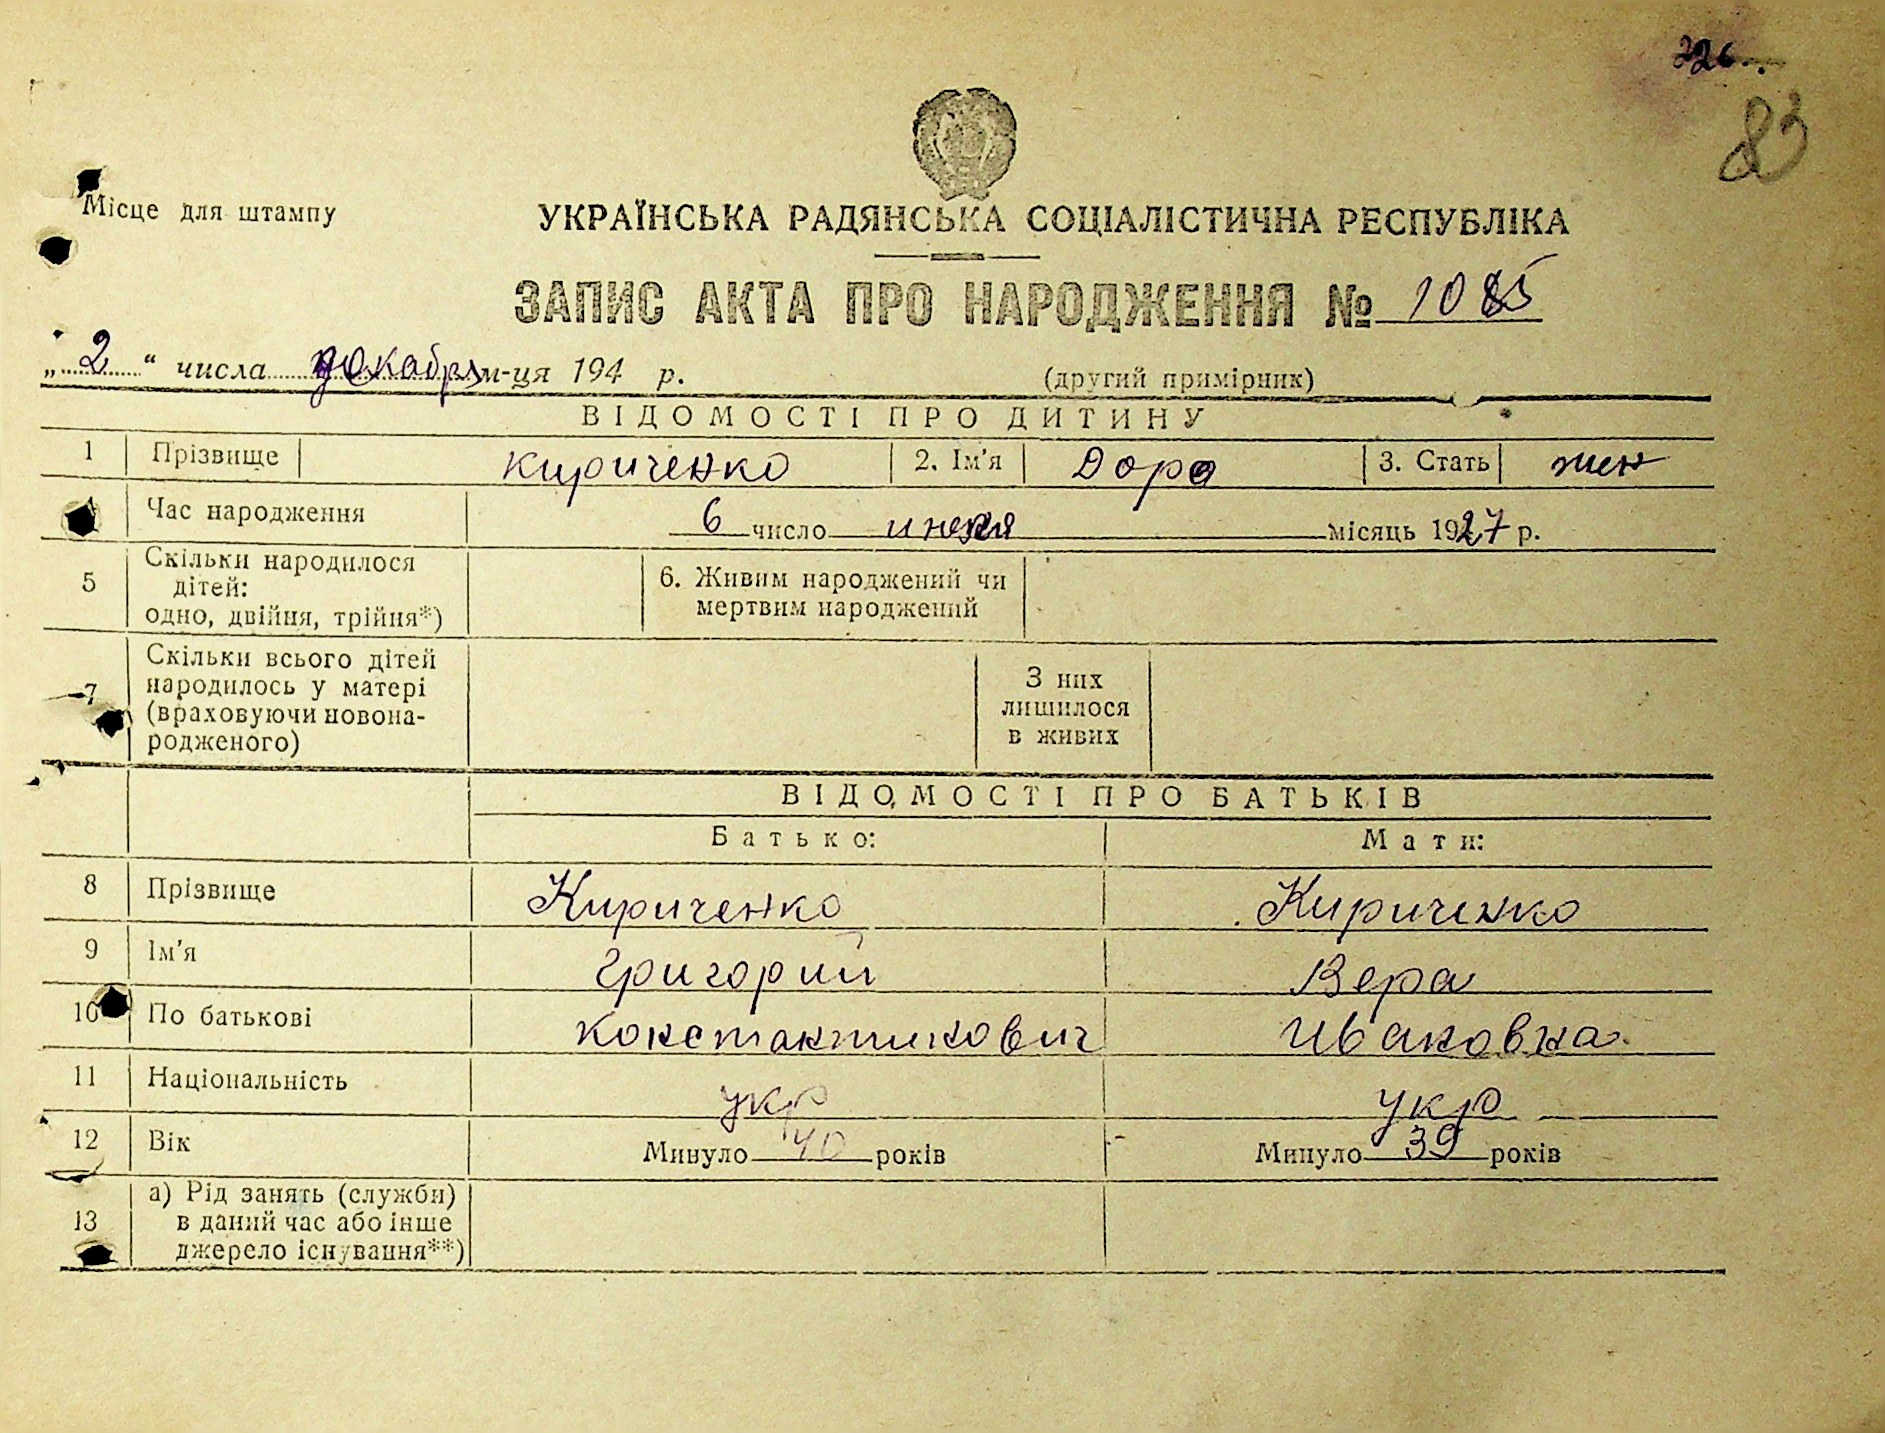 226
83
Місце для штампу
УКРАЇНСЬКА РАДЯНСЬКА СОЦІАЛІСТИЧНА РЕСПУБЛІКА
ЗАПИС АКТА ПРО НАРОДЖЕННЯ № 1085
„2“ числа декабря м-ця 194 р. (другий примірник)
ВІДОМОСТІ ПРО ДИТИНУ
1 Прізвище Кириченко 2. Ім'я Дора 3. Стать жен
4 Час народження 6 число июля місяць 1927 р.
5 Скільки народилося дітей: одно, двійня, трійня*) 6. Живим народжений чи мертвим народжений
7 Скільки всього дітей народилось у матері (враховуючи новона-родженого) З них лишилося в живих
ВІДОМОСТІ ПРО БАТЬКІВ
Батько: Мати:
8 Прізвище Кириченко Кириченко
9 Ім'я Григорий Вера
10 По батькові Константинович Ивановна
11 Національність укр укр
12 Вік Минуло 40 років Минуло 39 років
13 а) Рід занять (служби) в даний час або інше джерело існування**)